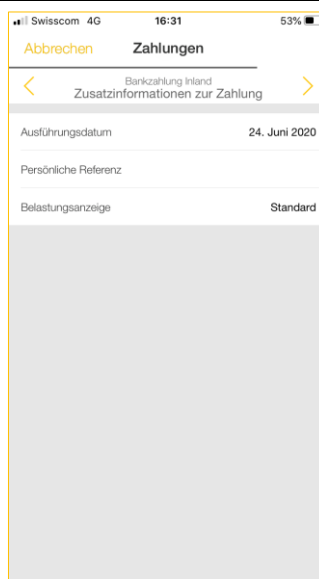 Swisscom 4G 16:31 53%
Abbrechen Zahlungen
Bankzahlung Inland
Zusatzinformationen zur Zahlung
Ausführungsdatum 24. Juni 2020
Persönliche Referenz
Belastungsanzeige Standard